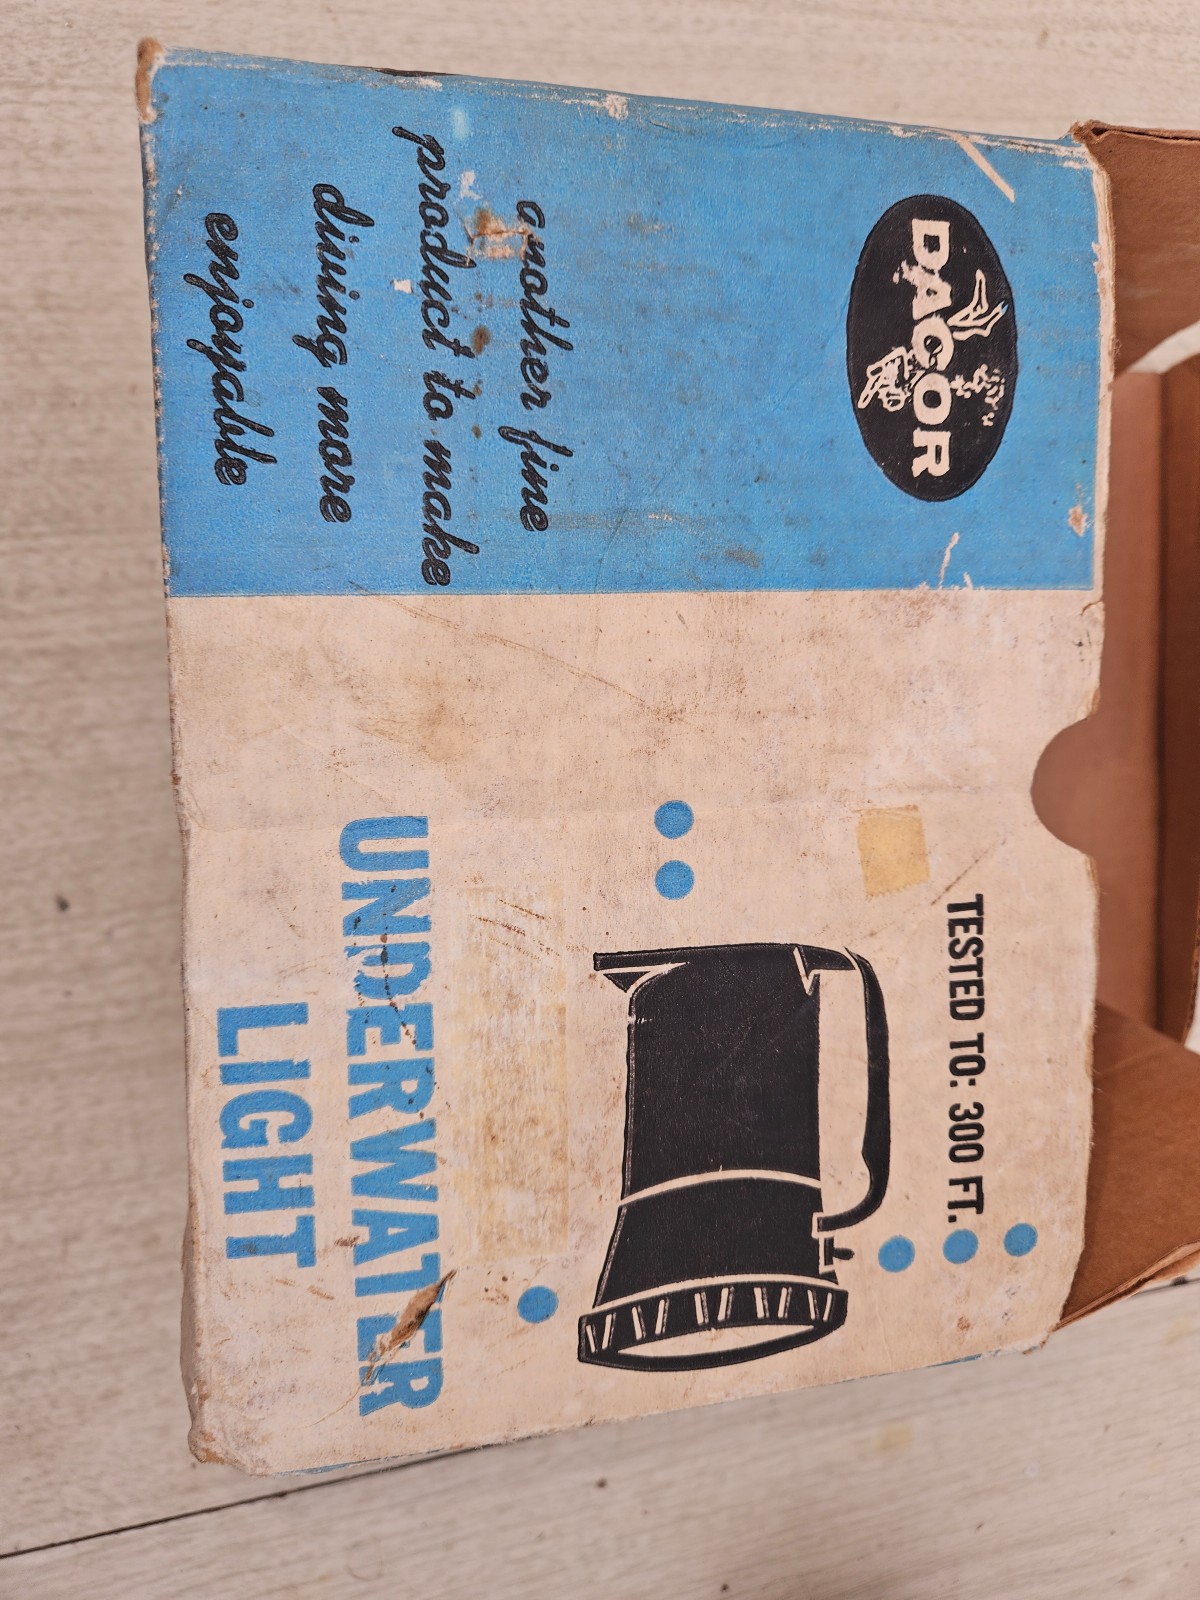 DACOR
another fine
product to make
diving more
enjoyable
TESTED TO: 300 FT.
UNDERWATER
LIGHT